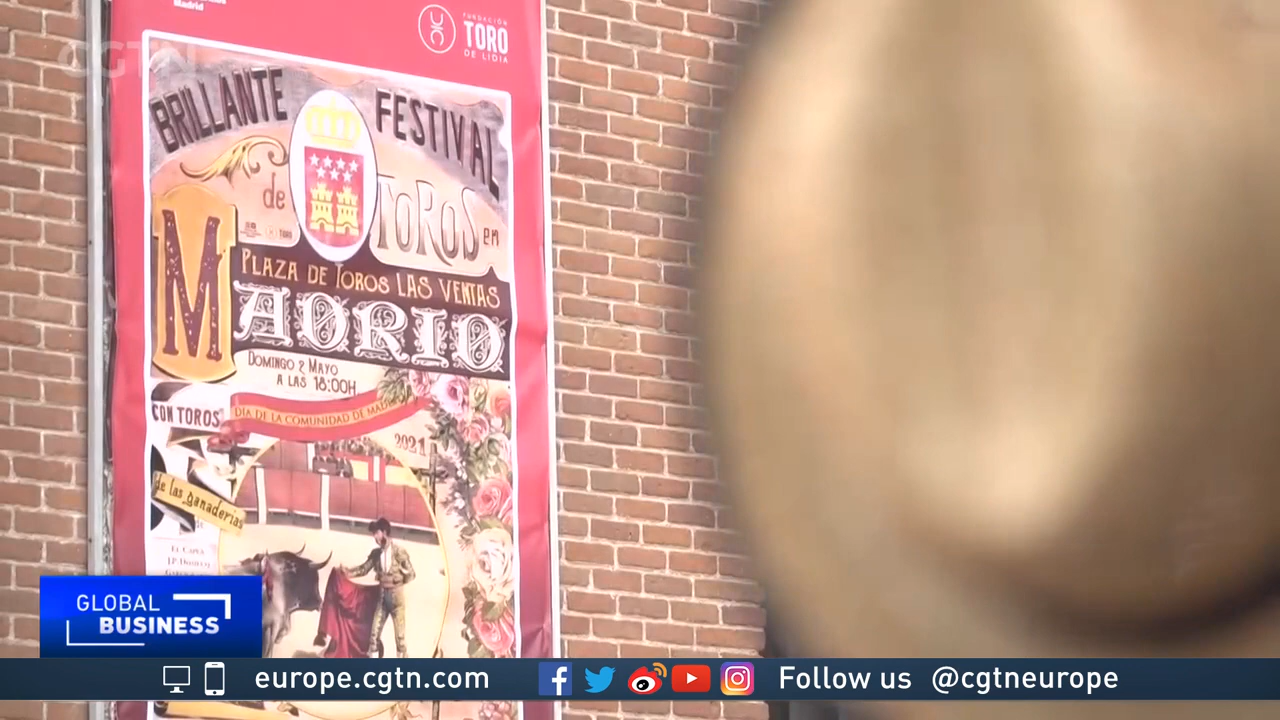 Madrid
FUNDACIÓN
TORO
DE LIDIA
CGTN
BRILLANTE
FESTIVAL
de
TOROS en
PLAZA DE TOROS LAS VENTAS
MADRID
DOMINGO 2 MAYO
A LAS 18:00H
CON TOROS
DIA DE LA COMUNIDAD DE MADRID
2021
de las ganaderías
GLOBAL
BUSINESS
europe.cgtn.com
Follow us @cgtneurope